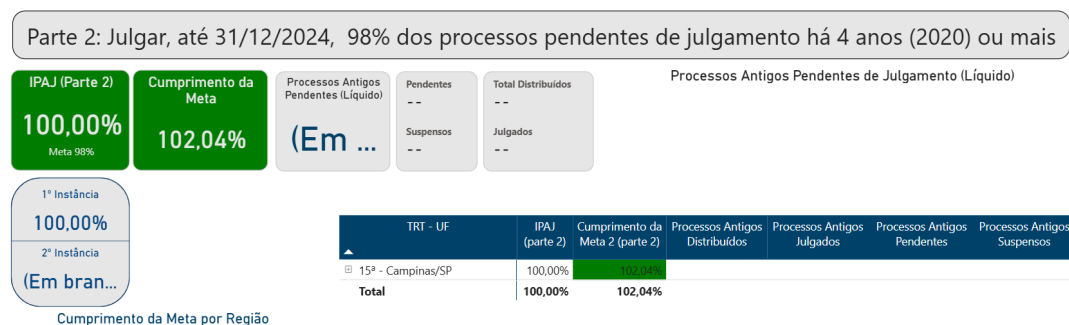 Parte 2: Julgar, até 31/12/2024, 98% dos processos pendentes de julgamento há 4 anos (2020) ou mais
IPAJ (Parte 2)
100,00%
Meta 98%
Cumprimento da
Meta
102,04%
Processos Antigos
Pendentes (Líquido)
(Em ...
Pendentes
--
Suspensos
--
Total Distribuídos
--
Julgados
--
Processos Antigos Pendentes de Julgamento (Líquido)
1º Instância
100,00%
2º Instância
(Em bran...
TRT - UF
IPAJ
(parte 2)
Cumprimento da
Meta 2 (parte 2)
Processos Antigos
Distribuídos
Processos Antigos
Julgados
Processos Antigos
Pendentes
Processos Antigos
Suspensos
15ª - Campinas/SP 100,00% 102,04%
Total 100,00% 102,04%
Cumprimento da Meta por Região